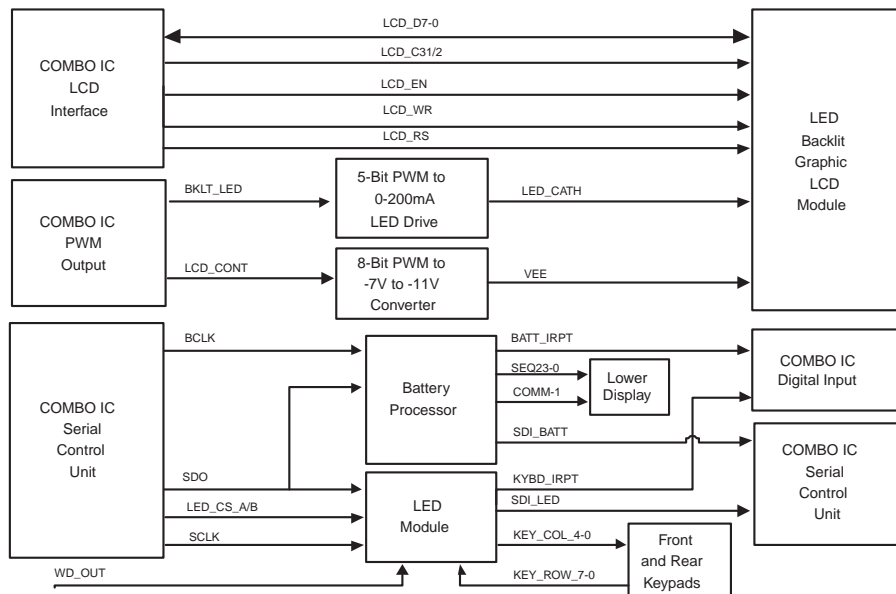 COMBO IC
LCD
Interface
LCD_D7-0
LCD_C31/2
LCD_EN
LCD_WR
LCD_RS
LED
Backlit
Graphic
LCD
Module
COMBO IC
PWM
Output
BKLT_LED
5-Bit PWM to
0-200mA
LED Drive
LED_CATH
LCD_CONT
8-Bit PWM to
-7V to -11V
Converter
VEE
COMBO IC
Serial
Control
Unit
BCLK
SDO
LED_CS_A/B
SCLK
WD_OUT
Battery
Processor
BATT_IRPT
SEQ23-0
COMM-1
SDI_BATT
Lower
Display
COMBO IC
Digital Input
LED
Module
KYBD_IRPT
SDI_LED
KEY_COL_4-0
KEY_ROW_7-0
COMBO IC
Serial
Control
Unit
Front
and Rear
Keypads